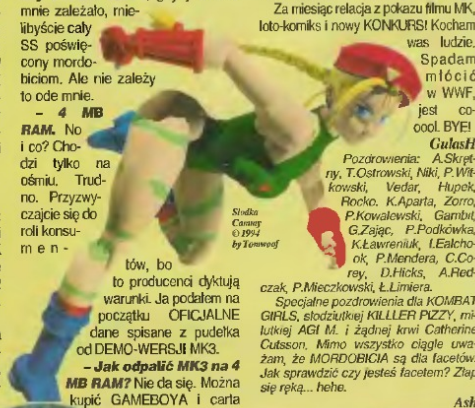 mnie zależało, mie-
libyście cały
SS poświę-
cony mordo-
biciom. Ale nie zależy
to ode mnie.
– 4 MB
RAM. No
i co? Cho-
dzi tylko na
ośmiu. Trud-
no. Przyzwy-
czajcie się do
roli konsu-
men-
tów, bo
to producenci dyktują
warunki. Ja podałem na
początku OFICJALNE
dane spisane z pudełka
od DEMO-WERSJI MK3.
– Jak odpalić MK3 na 4
MB RAM? Nie da się. Można
kupić GAMEBOYA i carta
Słodka
Cammy
© 1994
by Tomwoof
Za miesiąc relacja z pokazu filmu MK,
foto-komiks i nowy KONKURS! Kocham
was ludzie.
Spadam
młócić
w WWF,
jest co-
oool. BYE!
GulasH
Pozdrowienia: A.Skręt-
ny, T.Ostrowski, Niki, P.Wit-
kowski, Vedar, Hupek,
Rocko. K.Aparta, Zorro,
P.Kowalewski, Gambit,
G.Zając, P.Podkówka,
K.Ławreniuk, I.Ealcho-
ok, P.Mendera, C.Co-
rey, D.Hicks, A.Red-
czak, P.Mieczkowski, Ł.Limiera.
Specjalne pozdrowienia dla KOMBAT
GIRLS, słodziutkiej KILLLER PIZZY, mi-
lutkiej AGI M. i żądnej krwi Catherine
Cutsson. Mimo wszystko ciągle uwa-
żam, że MORDOBICIA są dla facetów.
Jak sprawdzić czy jesteś facetem? Złap
się ręką... hehe.
Ash